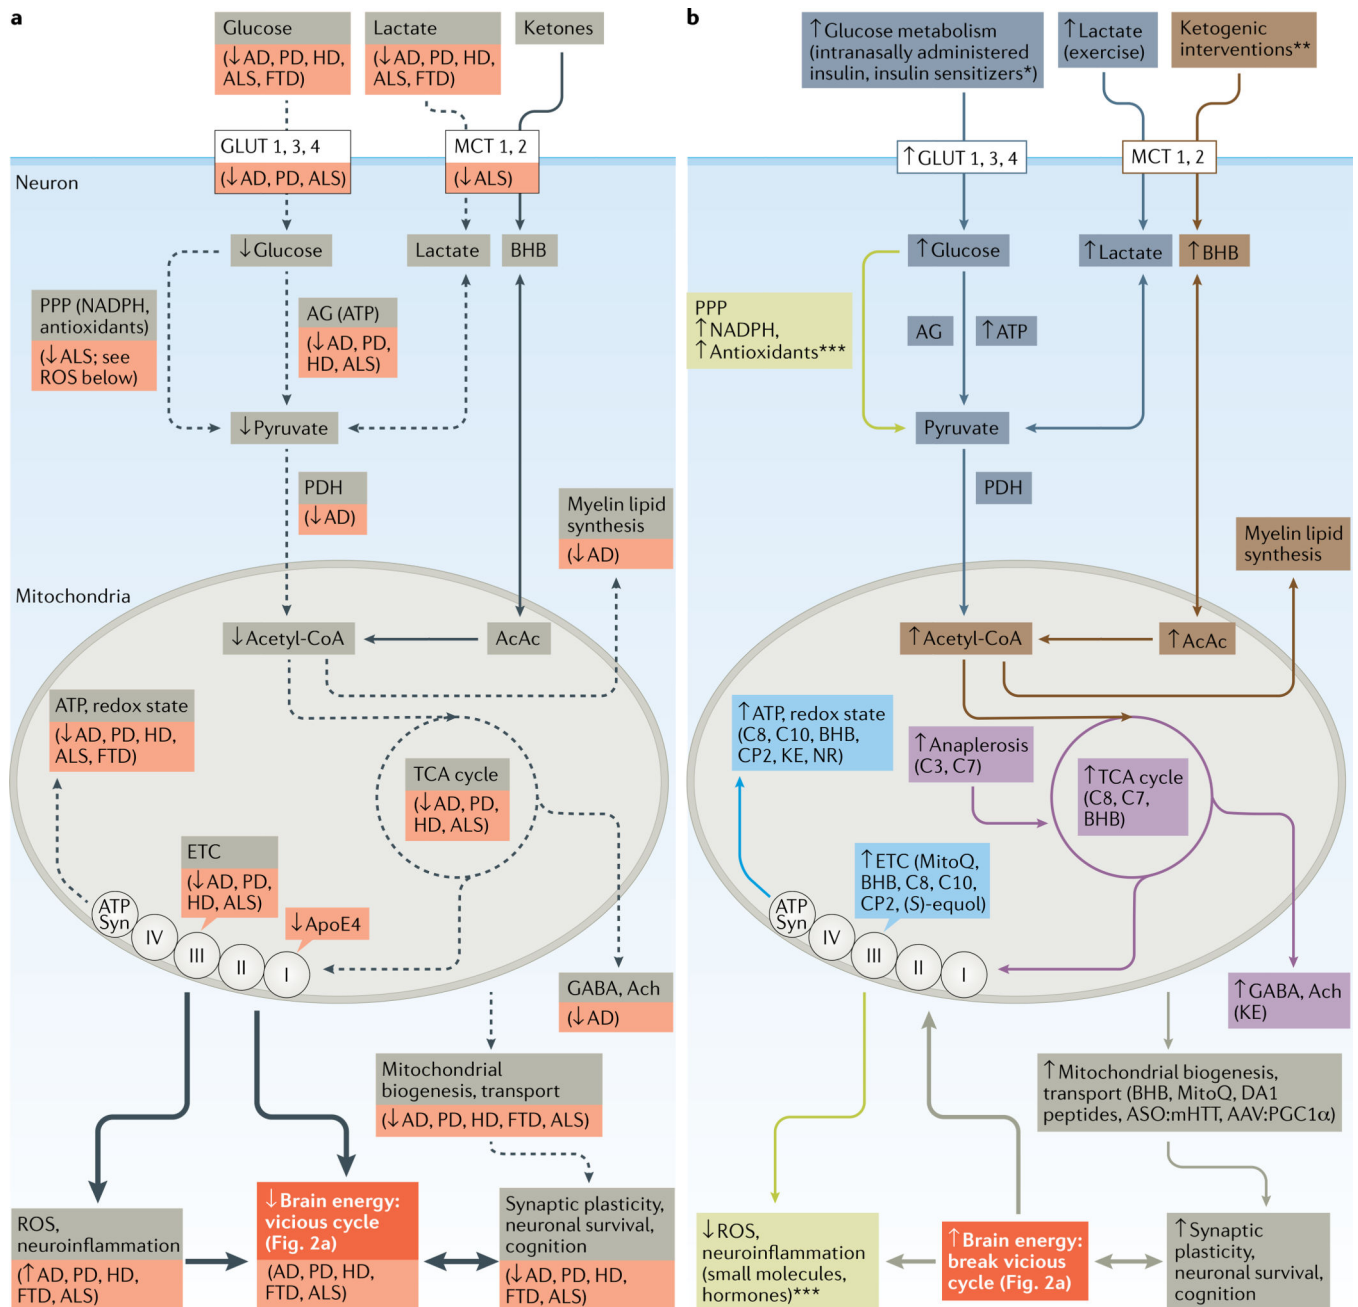 a
Glucose
(↓AD, PD, HD,
ALS, FTD)
Lactate
(↓AD, PD, HD,
ALS, FTD)
Ketones
GLUT 1, 3, 4
(↓AD, PD, ALS)
MCT 1, 2
(↓ALS)
Neuron
↓Glucose
Lactate
BHB
PPP (NADPH,
antioxidants)
(↓ALS; see
ROS below)
AG (ATP)
(↓AD, PD,
HD, ALS)
↓Pyruvate
PDH
(↓AD)
Myelin lipid
synthesis
(↓AD)
Mitochondria
↓Acetyl-CoA
AcAc
ATP, redox state
(↓AD, PD, HD,
ALS, FTD)
TCA cycle
(↓AD, PD,
HD, ALS)
ETC
(↓AD, PD,
HD, ALS)
↓ApoE4
ATP
Syn
IV
III
II
I
GABA, Ach
(↓AD)
Mitochondrial
biogenesis, transport
(↓AD, PD, HD, FTD, ALS)
ROS,
neuroinflammation
(↑AD, PD, HD,
FTD, ALS)
↓Brain energy:
vicious cycle
(Fig. 2a)
(AD, PD, HD,
FTD, ALS)
Synaptic plasticity,
neuronal survival,
cognition
(↓AD, PD, HD,
FTD, ALS)
b
↑Glucose metabolism
(intranasally administered
insulin, insulin sensitizers*)
↑Lactate
(exercise)
Ketogenic
interventions**
↑GLUT 1, 3, 4
MCT 1, 2
↑Glucose
↑Lactate
↑BHB
PPP
↑NADPH,
↑Antioxidants***
AG
↑ATP
Pyruvate
PDH
Myelin lipid
synthesis
↑Acetyl-CoA
↑AcAc
↑ATP, redox state
(C8, C10, BHB,
CP2, KE, NR)
↑Anaplerosis
(C3, C7)
↑TCA cycle
(C8, C7,
BHB)
↑ETC (MitoQ,
BHB, C8, C10,
CP2, (S)-equol)
ATP
Syn
IV
III
II
I
↑GABA, Ach
(KE)
↑Mitochondrial biogenesis,
transport (BHB, MitoQ, DA1
peptides, ASO:mHTT, AAV:PGC1α)
↓ROS,
neuroinflammation
(small molecules,
hormones)***
↑Brain energy:
break vicious
cycle (Fig. 2a)
↑Synaptic
plasticity,
neuronal survival,
cognition